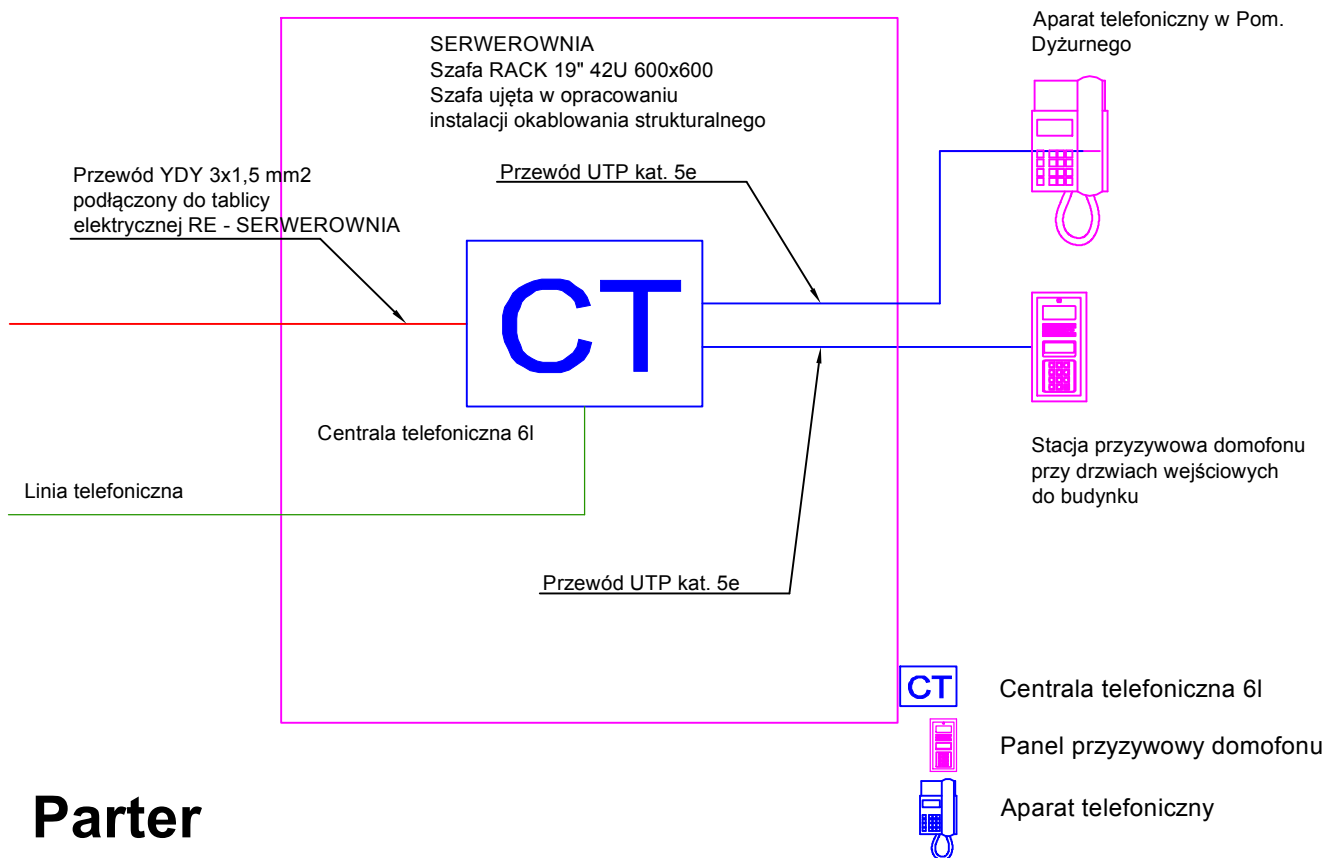 SERWEROWNIA
Szafa RACK 19" 42U 600x600
Szafa ujęta w opracowaniu
instalacji okablowania strukturalnego
Aparat telefoniczny w Pom.
Dyżurnego
Przewód YDY 3x1,5 mm2
podłączony do tablicy
elektrycznej RE - SERWEROWNIA
Przewód UTP kat. 5e
CT
Centrala telefoniczna 6l
Linia telefoniczna
Stacja przyzywowa domofonu
przy drzwiach wejściowych
do budynku
Przewód UTP kat. 5e
CT
Centrala telefoniczna 6l
Panel przyzywowy domofonu
Aparat telefoniczny
Parter